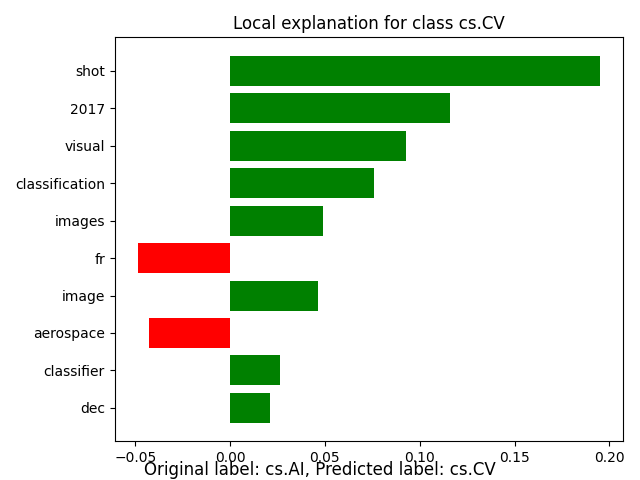 Local explanation for class cs.CV
shot
2017
visual
classification
images
fr
image
aerospace
classifier
dec
−0.05 0.00 0.05 0.10 0.15 0.20
Original label: cs.AI, Predicted label: cs.CV